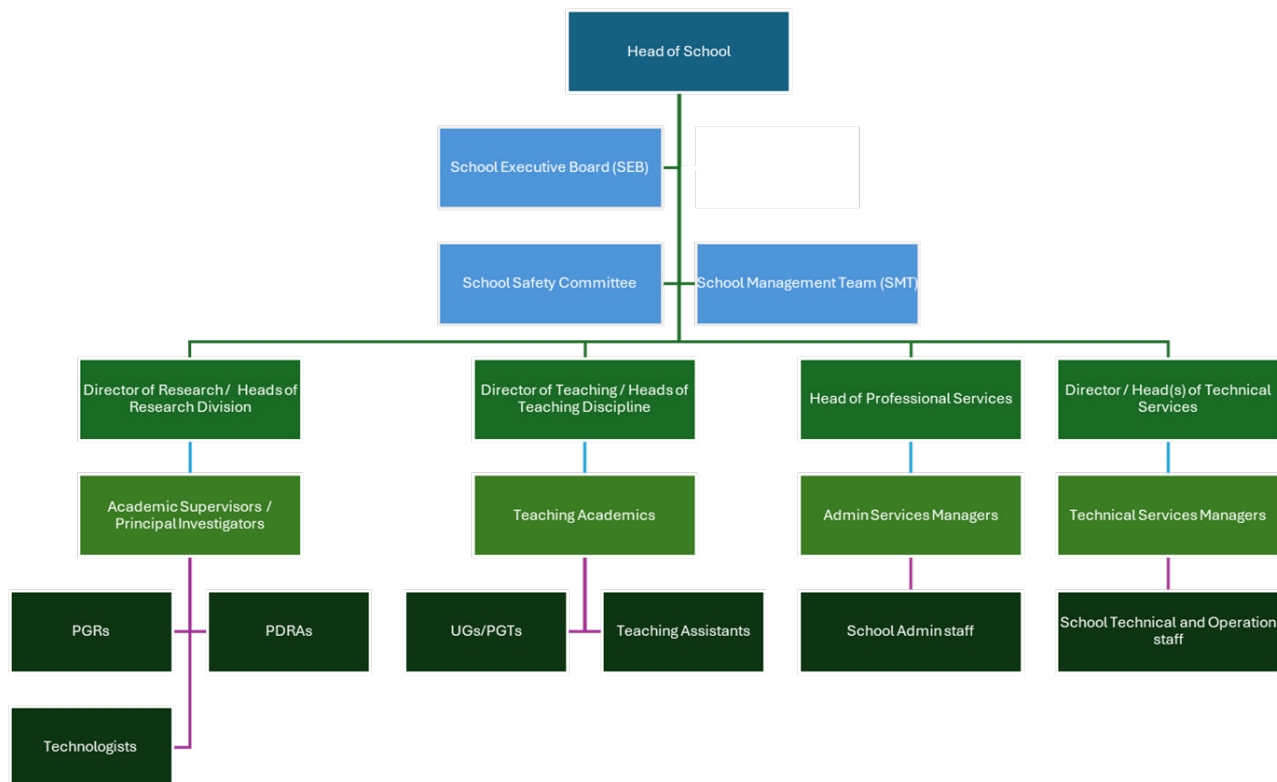 Head of School
School Executive Board (SEB)
School Safety Committee
School Management Team (SMT)
Director of Research / Heads of
Research Division
Director of Teaching / Heads of
Teaching Discipline
Head of Professional Services
Director / Head(s) of Technical
Services
Academic Supervisors /
Principal Investigators
Teaching Academics
Admin Services Managers
Technical Services Managers
PGRs
PDRAs
UGs/PGTs
Teaching Assistants
School Admin staff
School Technical and Operation
staff
Technologists